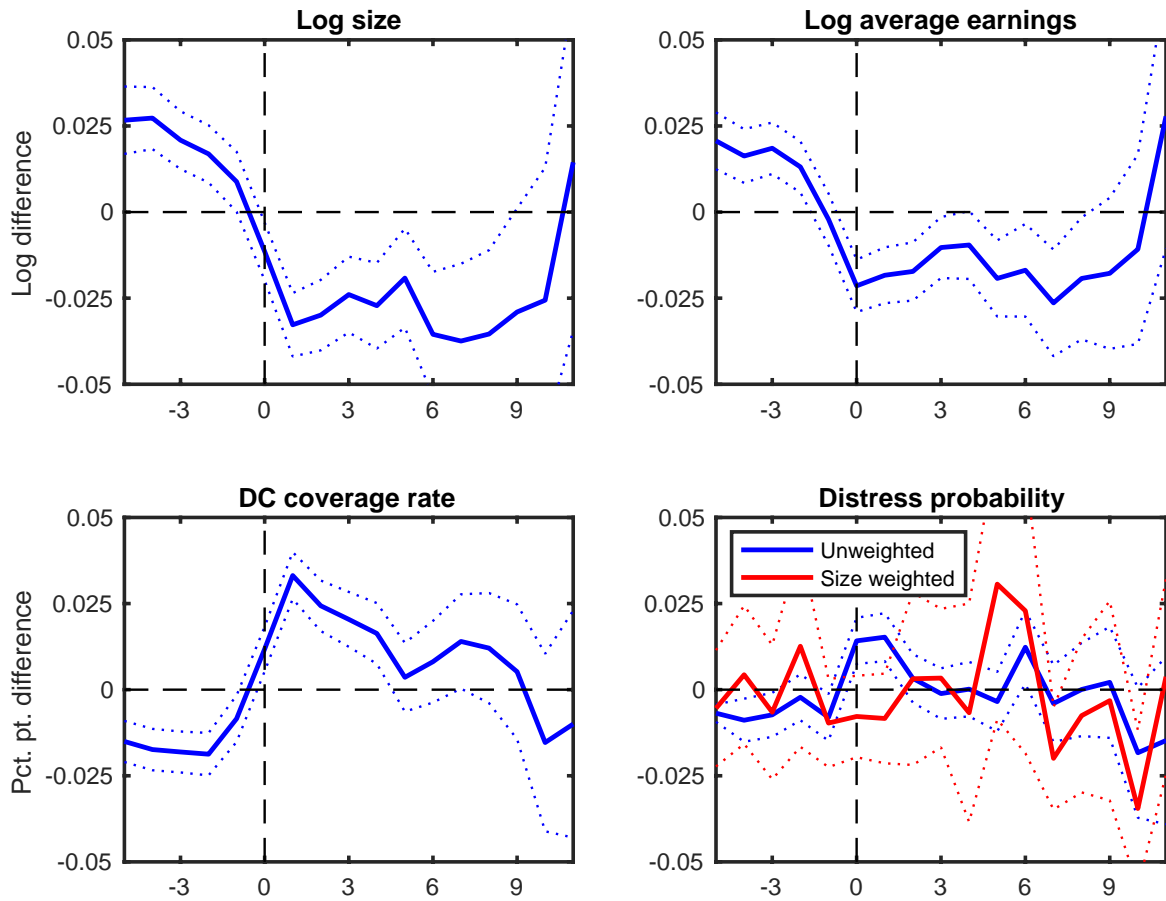 Log size
0.05
0.025
0
-0.025
-0.05
Log difference
-3 0 3 6 9
Log average earnings
0.05
0.025
0
-0.025
-0.05
-3 0 3 6 9
DC coverage rate
0.05
0.025
0
-0.025
-0.05
Pct. pt. difference
-3 0 3 6 9
Distress probability
0.05
0.025
0
-0.025
-0.05
Unweighted
Size weighted
-3 0 3 6 9